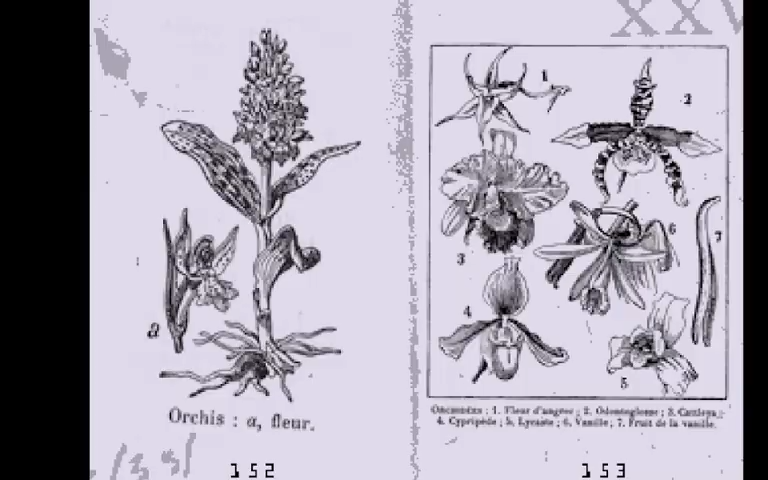 XXV
1
2
3
6
7
4
5
a
Orchis : a, fleur.
Orchidées : 1. Fleur d'angrec ; 2. Odontoglosse ; 3. Cattleya ;
4. Cypripède ; 5. Lycaste ; 6. Vanille ; 7. Fruit de la vanille.
152
153